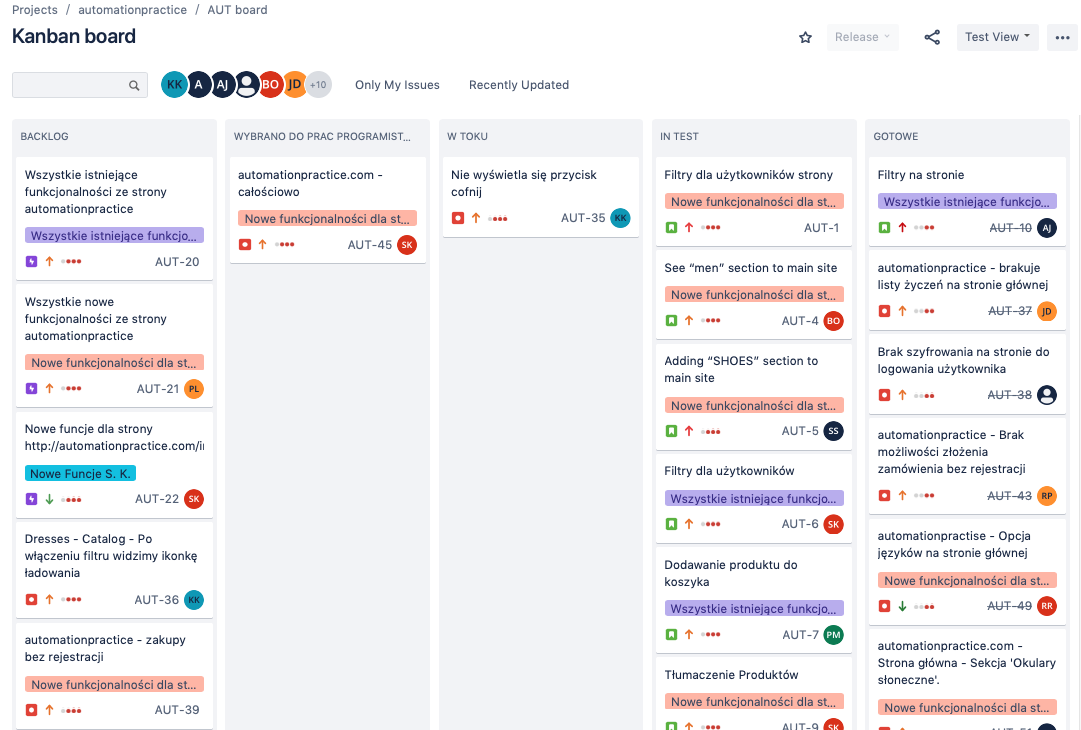 Projects / automationpractice / AUT board
Kanban board
Release
Test View
KK A AJ BO JD +10
Only My Issues
Recently Updated
BACKLOG
Wszystkie istniejące
funkcjonalności ze strony
automationpractice
Wszystkie istniejące funkcjo...
AUT-20
Wszystkie nowe
funkcjonalności ze strony
automationpractice
Nowe funkcjonalności dla st...
AUT-21 PL
Nowe funcje dla strony
http://automationpractice.com/in
Nowe Funcje S. K.
AUT-22 SK
Dresses - Catalog - Po
włączeniu filtru widzimy ikonkę
ładowania
AUT-36 KK
automationpractice - zakupy
bez rejestracji
Nowe funkcjonalności dla st...
AUT-39
WYBRANO DO PRAC PROGRAMIST...
automationpractice.com -
całościowo
Nowe funkcjonalności dla st...
AUT-45 SK
W TOKU
Nie wyświetla się przycisk
cofnij
AUT-35 KK
IN TEST
Filtry dla użytkowników strony
Nowe funkcjonalności dla st...
AUT-1
See “men” section to main site
Nowe funkcjonalności dla st...
AUT-4 BO
Adding “SHOES” section to
main site
Nowe funkcjonalności dla st...
AUT-5 SS
Filtry dla użytkowników
Wszystkie istniejące funkcjo...
AUT-6 SK
Dodawanie produktu do
koszyka
Wszystkie istniejące funkcjo...
AUT-7 PM
Tłumaczenie Produktów
Nowe funkcjonalności dla st...
AUT-9 SK
GOTOWE
Filtry na stronie
Wszystkie istniejące funkcjo...
AUT-10 AJ
automationpractice - brakuje
listy życzeń na stronie głównej
AUT-37 JD
Brak szyfrowania na stronie do
logowania użytkownika
AUT-38
automationpractice - Brak
możliwości złożenia
zamówienia bez rejestracji
AUT-43 RP
automationpractise - Opcja
języków na stronie głównej
Nowe funkcjonalności dla st...
AUT-49 RR
automationpractice.com -
Strona główna - Sekcja 'Okulary
słoneczne'.
Nowe funkcjonalności dla st...
AUT-51